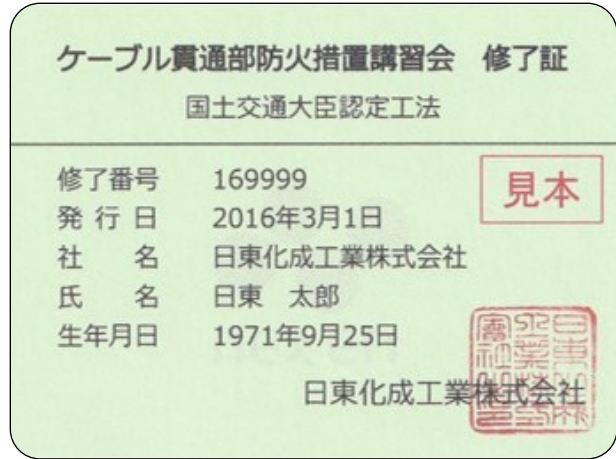 ケーブル貫通部防火措置講習会　修了証
国土交通大臣認定工法
修了番号　169999
見本
発 行 日　2016年3月1日
社　　名　日東化成工業株式会社
氏　　名　日東　太郎
生年月日　1971年9月25日
日東化成工業株式会社